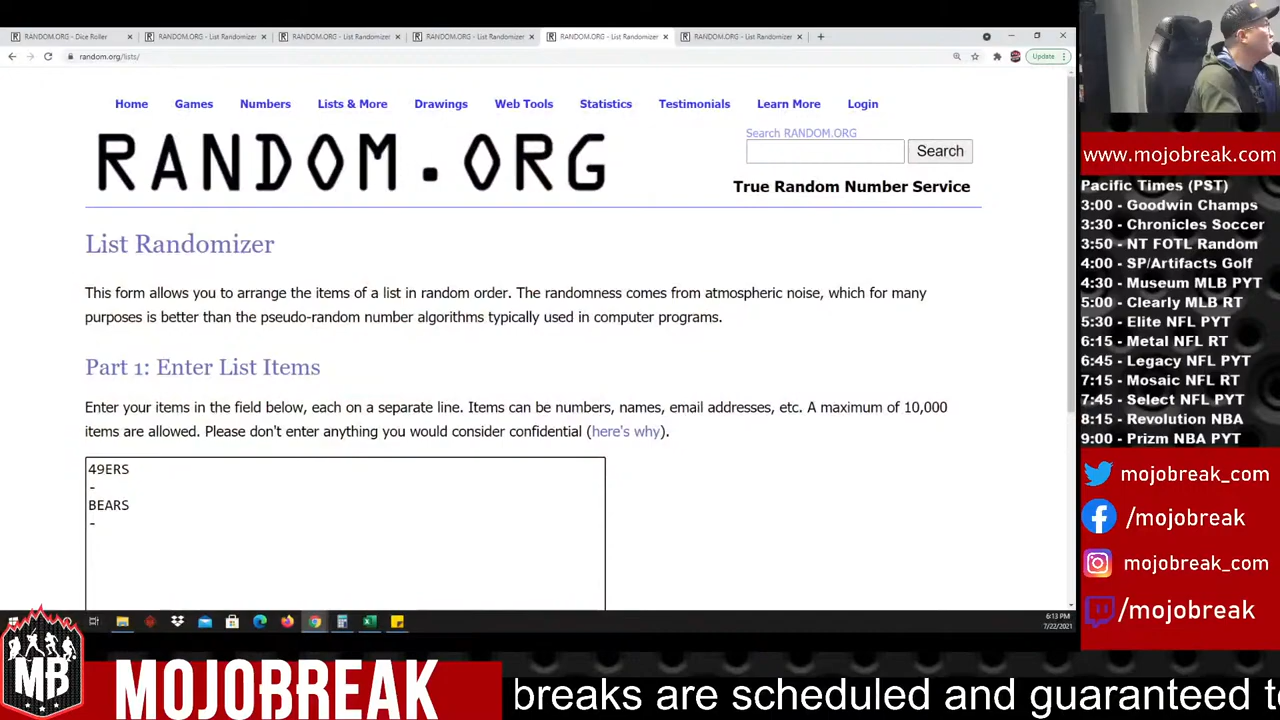 RANDOM.ORG - Dice Roller
RANDOM.ORG - List Randomizer
RANDOM.ORG - List Randomizer
RANDOM.ORG - List Randomizer
RANDOM.ORG - List Randomizer
RANDOM.ORG - List Randomizer
random.org/lists/
Update
Home Games Numbers Lists & More Drawings Web Tools Statistics Testimonials Learn More Login
RANDOM.ORG
Search RANDOM.ORG
Search
True Random Number Service
List Randomizer
This form allows you to arrange the items of a list in random order. The randomness comes from atmospheric noise, which for many
purposes is better than the pseudo-random number algorithms typically used in computer programs.
Part 1: Enter List Items
Enter your items in the field below, each on a separate line. Items can be numbers, names, email addresses, etc. A maximum of 10,000
items are allowed. Please don't enter anything you would consider confidential (here's why).
49ERS
-
BEARS
-
6:13 PM
7/22/2021
www.mojobreak.com
Pacific Times (PST)
3:00 - Goodwin Champs
3:30 - Chronicles Soccer
3:50 - NT FOTL Random
4:00 - SP/Artifacts Golf
4:30 - Museum MLB PYT
5:00 - Clearly MLB RT
5:30 - Elite NFL PYT
6:15 - Metal NFL RT
6:45 - Legacy NFL PYT
7:15 - Mosaic NFL RT
7:45 - Select NFL PYT
8:15 - Revolution NBA
9:00 - Prizm NBA PYT
mojobreak_com
/mojobreak
mojobreak_com
/mojobreak
MB
MOJOBREAK
breaks are scheduled and guaranteed t